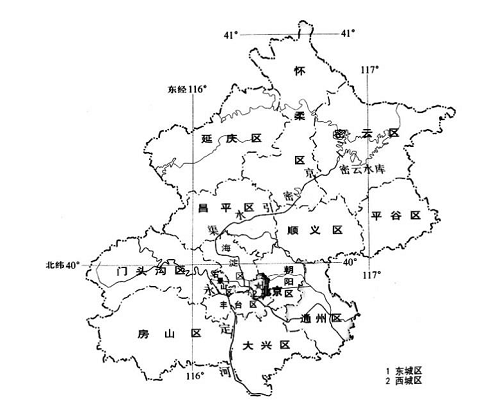 41°
41°
怀柔区
东经116°
117°
延庆区
密云区
密云水库
京密引水渠
昌平区
平谷区
顺义区
海淀区
北纬40°
40°
117°
门头沟区
石景山区
朝阳区
北京
丰台区
通州区
房山区
大兴区
永定河
116°
1 东城区
2 西城区